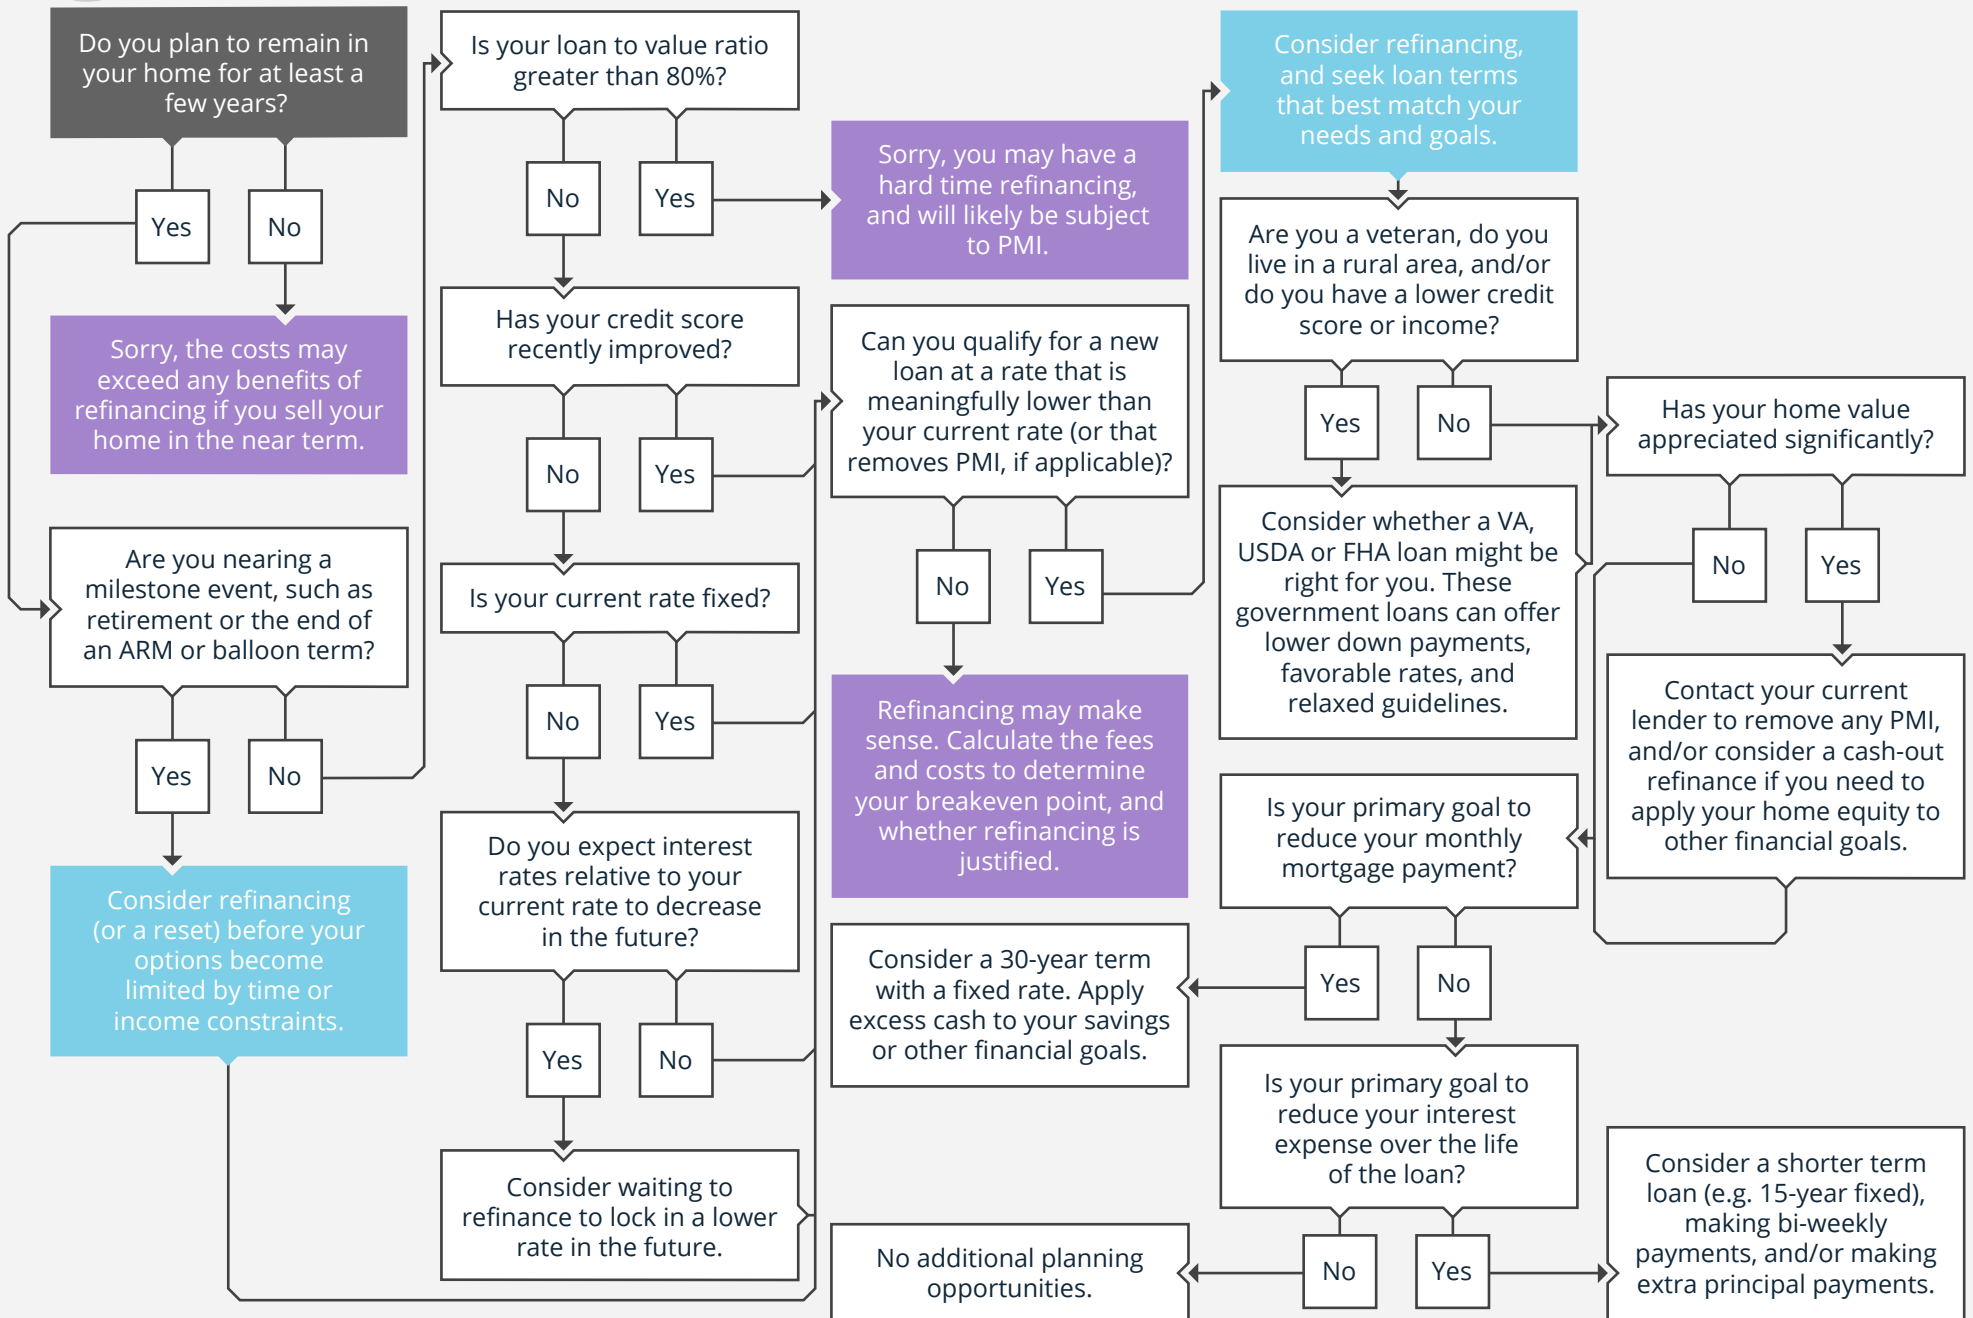 Do you plan to remain in
your home for at least a
few years?
Yes
No
Sorry, the costs may
exceed any benefits of
refinancing if you sell your
home in the near term.
Are you nearing a
milestone event, such as
retirement or the end of
an ARM or balloon term?
Yes
No
Consider refinancing
(or a reset) before your
options become
limited by time or
income constraints.
Is your loan to value ratio
greater than 80%?
No
Yes
Has your credit score
recently improved?
No
Yes
Is your current rate fixed?
No
Yes
Do you expect interest
rates relative to your
current rate to decrease
in the future?
Yes
No
Consider waiting to
refinance to lock in a lower
rate in the future.
Sorry, you may have a
hard time refinancing,
and will likely be subject
to PMI.
Can you qualify for a new
loan at a rate that is
meaningfully lower than
your current rate (or that
removes PMI, if applicable)?
No
Yes
Refinancing may make
sense. Calculate the fees
and costs to determine
your breakeven point, and
whether refinancing is
justified.
Consider a 30-year term
with a fixed rate. Apply
excess cash to your savings
or other financial goals.
No additional planning
opportunities.
Consider refinancing,
and seek loan terms
that best match your
needs and goals.
Are you a veteran, do you
live in a rural area, and/or
do you have a lower credit
score or income?
Yes
No
Consider whether a VA,
USDA or FHA loan might be
right for you. These
government loans can offer
lower down payments,
favorable rates, and
relaxed guidelines.
Is your primary goal to
reduce your monthly
mortgage payment?
Yes
No
Is your primary goal to
reduce your interest
expense over the life
of the loan?
No
Yes
Has your home value
appreciated significantly?
No
Yes
Contact your current
lender to remove any PMI,
and/or consider a cash-out
refinance if you need to
apply your home equity to
other financial goals.
Consider a shorter term
loan (e.g. 15-year fixed),
making bi-weekly
payments, and/or making
extra principal payments.